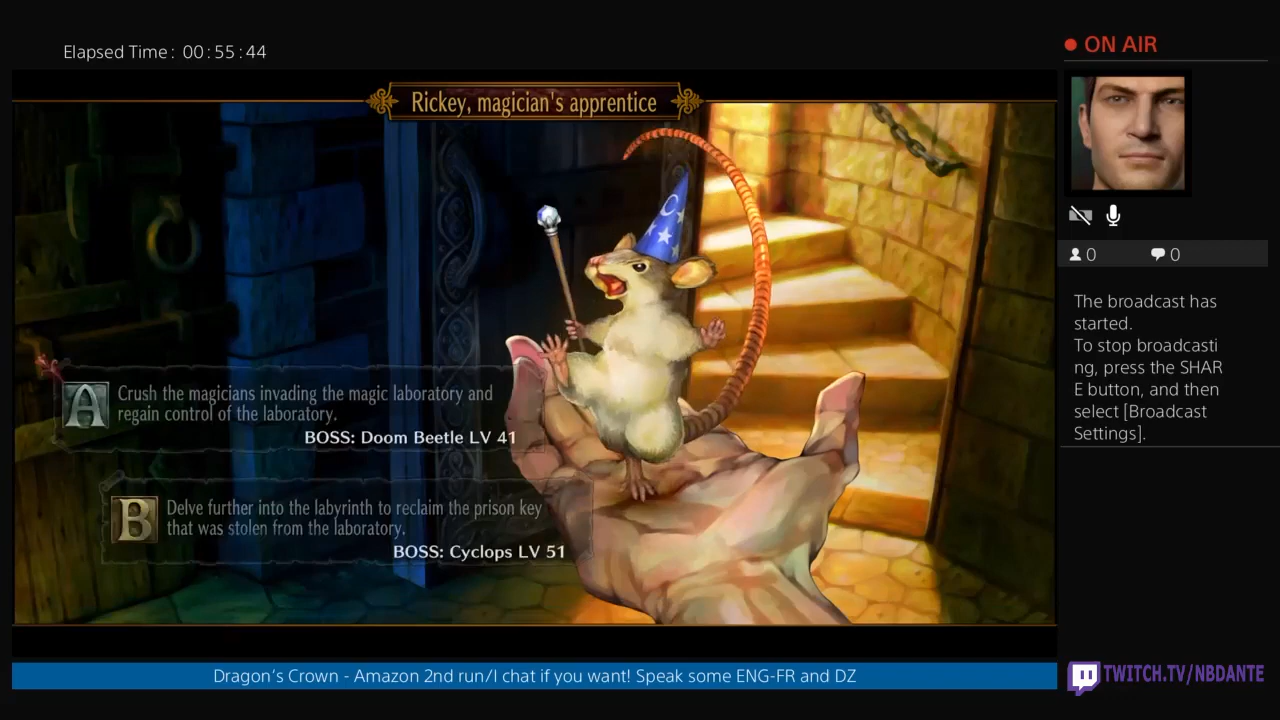 Elapsed Time: 00:55:44
ON AIR
Rickey, magician's apprentice
A
Crush the magicians invading the magic laboratory and
regain control of the laboratory.
BOSS: Doom Beetle LV 41
B
Delve further into the labyrinth to reclaim the prison key
that was stolen from the laboratory.
BOSS: Cyclops LV 51
0
0
The broadcast has
started.
To stop broadcasti
ng, press the SHAR
E button, and then
select [Broadcast
Settings].
Dragon's Crown - Amazon 2nd run/I chat if you want! Speak some ENG-FR and DZ
TWITCH.TV/NBDANTE